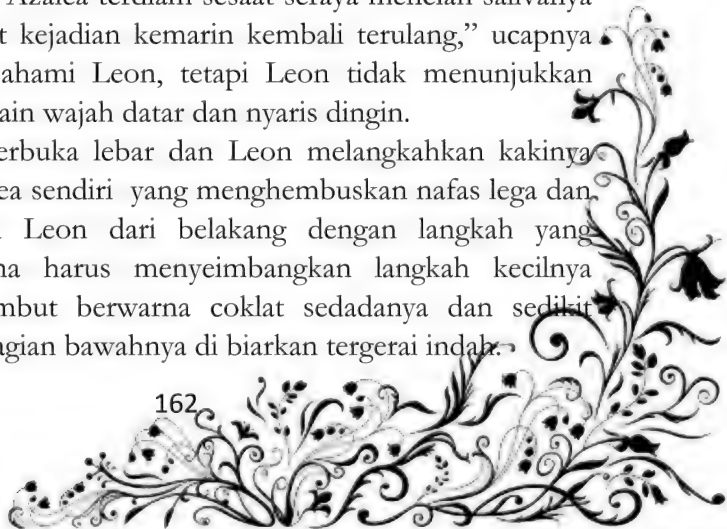 Azalea terdiam sesaat seraya menelan salivanya
t kejadian kemarin kembali terulang,” ucapnya
ahami Leon, tetapi Leon tidak menunjukkan
ain wajah datar dan nyaris dingin.
erbuka lebar dan Leon melangkahkan kakinya
ea sendiri yang menghembuskan nafas lega dan
Leon dari belakang dengan langkah yang
na harus menyeimbangkan langkah kecilnya
mbut berwarna coklat sedadanya dan sedikit
agian bawahnya di biarkan tergerai indah.
162